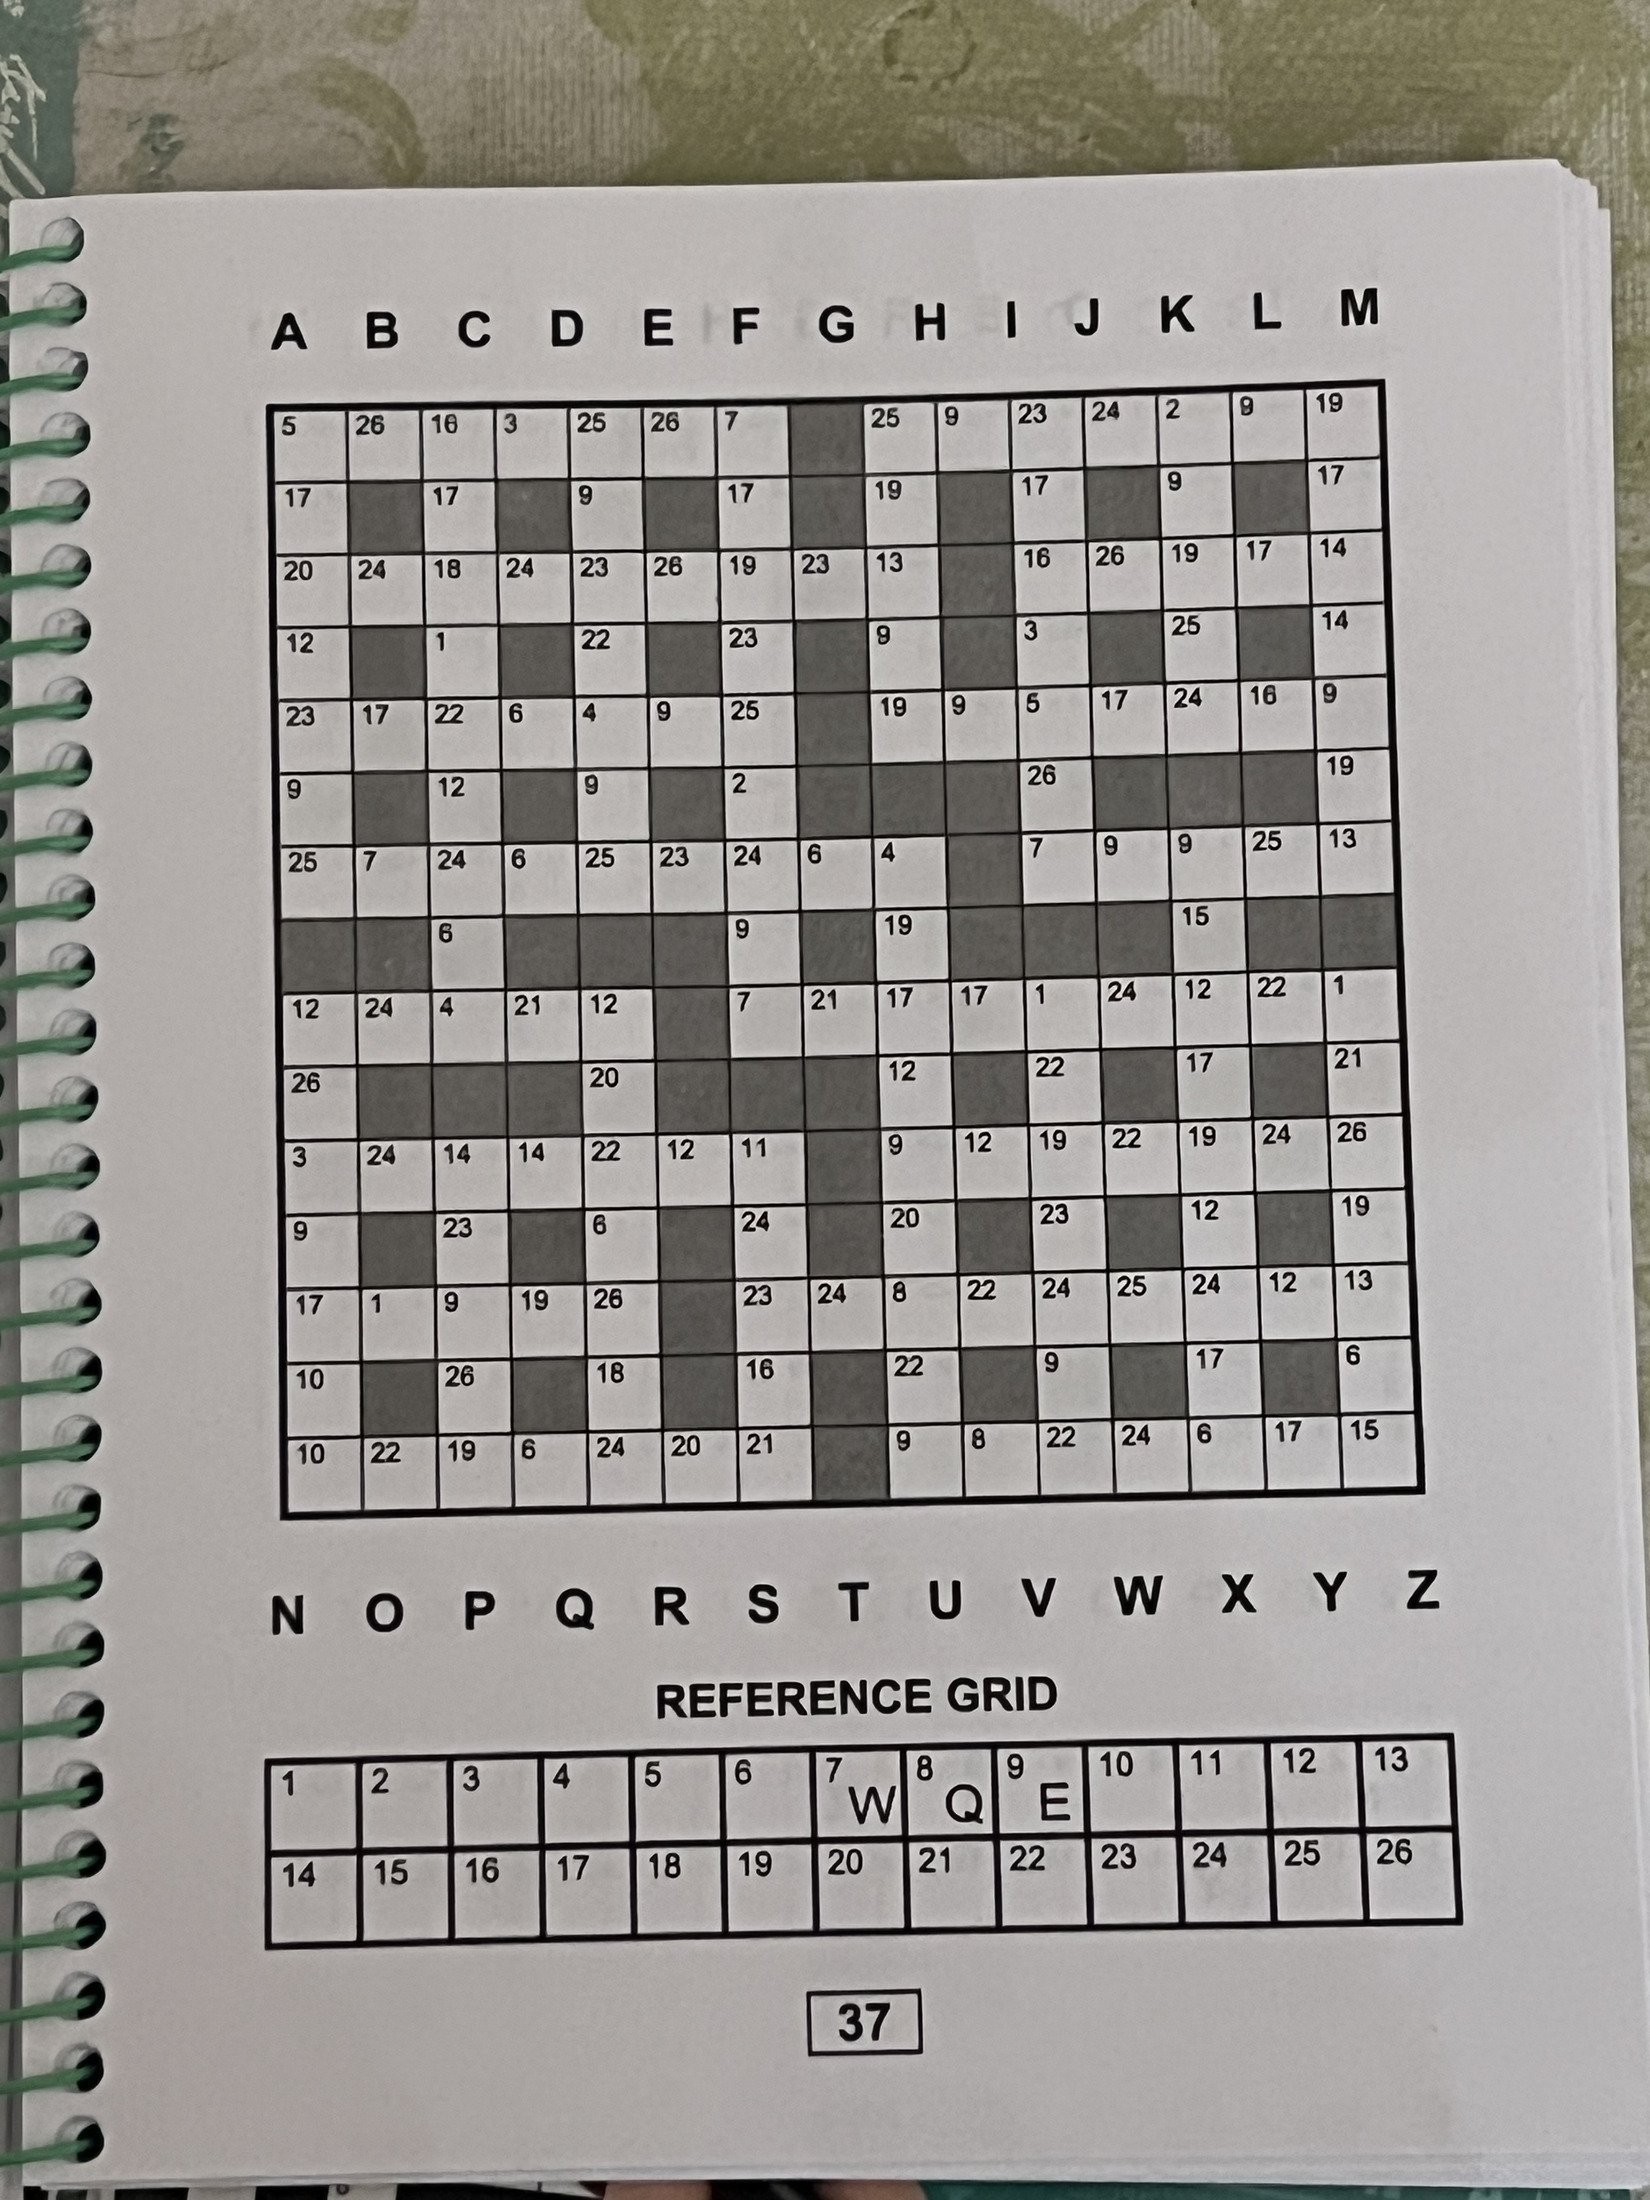 A B C D E F G H I J K L M
5 26 16 3 25 26 7 25 9 23 24 2 9 19
17 17 9 17 19 17 9 17
20 24 18 24 23 26 19 23 13 16 26 19 17 14
12 1 22 23 9 3 25 14
23 17 22 6 4 9 25 19 9 5 17 24 16 9
9 12 9 2 26 19
25 7 24 6 25 23 24 6 4 7 9 9 25 13
6 9 19 15
12 24 4 21 12 7 21 17 17 1 24 12 22 1
26 20 12 22 17 21
3 24 14 14 22 12 11 9 12 19 22 19 24 26
9 23 6 24 20 23 12 19
17 1 9 19 26 23 24 8 22 24 25 24 12 13
10 26 18 16 22 9 17 6
10 22 19 6 24 20 21 9 8 22 24 6 17 15
N O P Q R S T U V W X Y Z
REFERENCE GRID
1 2 3 4 5 6 7 W 8 Q 9 E 10 11 12 13
14 15 16 17 18 19 20 21 22 23 24 25 26
37